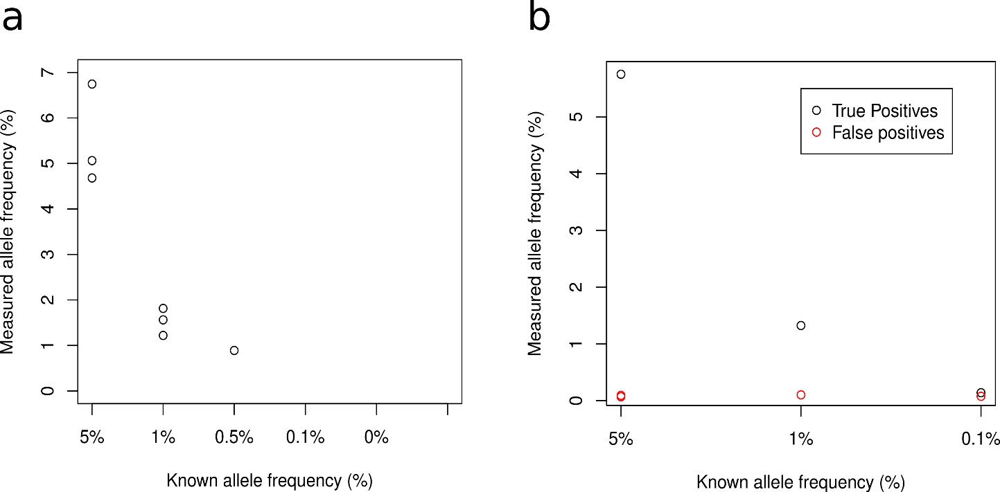 a
Measured allele frequency (%)
7
6
5
4
3
2
1
0
5% 1% 0.5% 0.1% 0%
Known allele frequency (%)
b
Measured allele frequency (%)
5
4
3
2
1
0
True Positives
False positives
5% 1% 0.1%
Known allele frequency (%)